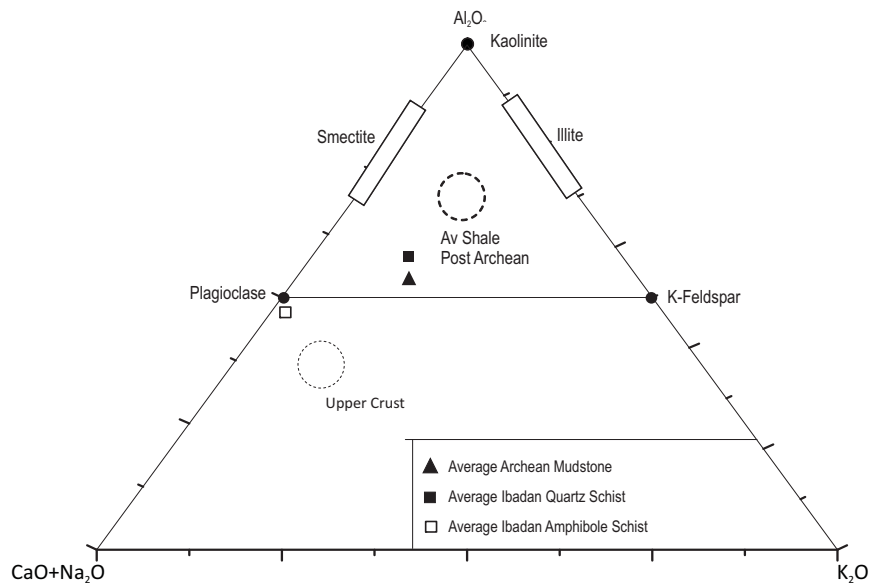 Al₂O₃
Kaolinite
Smectite
Illite
Av Shale
Post Archean
Plagioclase
K-Feldspar
Upper Crust
Average Archean Mudstone
Average Ibadan Quartz Schist
Average Ibadan Amphibole Schist
CaO+Na₂O
K₂O